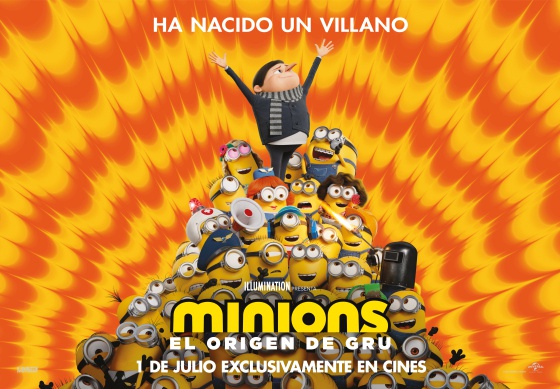 HA NACIDO UN VILLANO
ILLUMINATION PRESENTA
MINIONS
EL ORIGEN DE GRU
1 DE JULIO EXCLUSIVAMENTE EN CINES